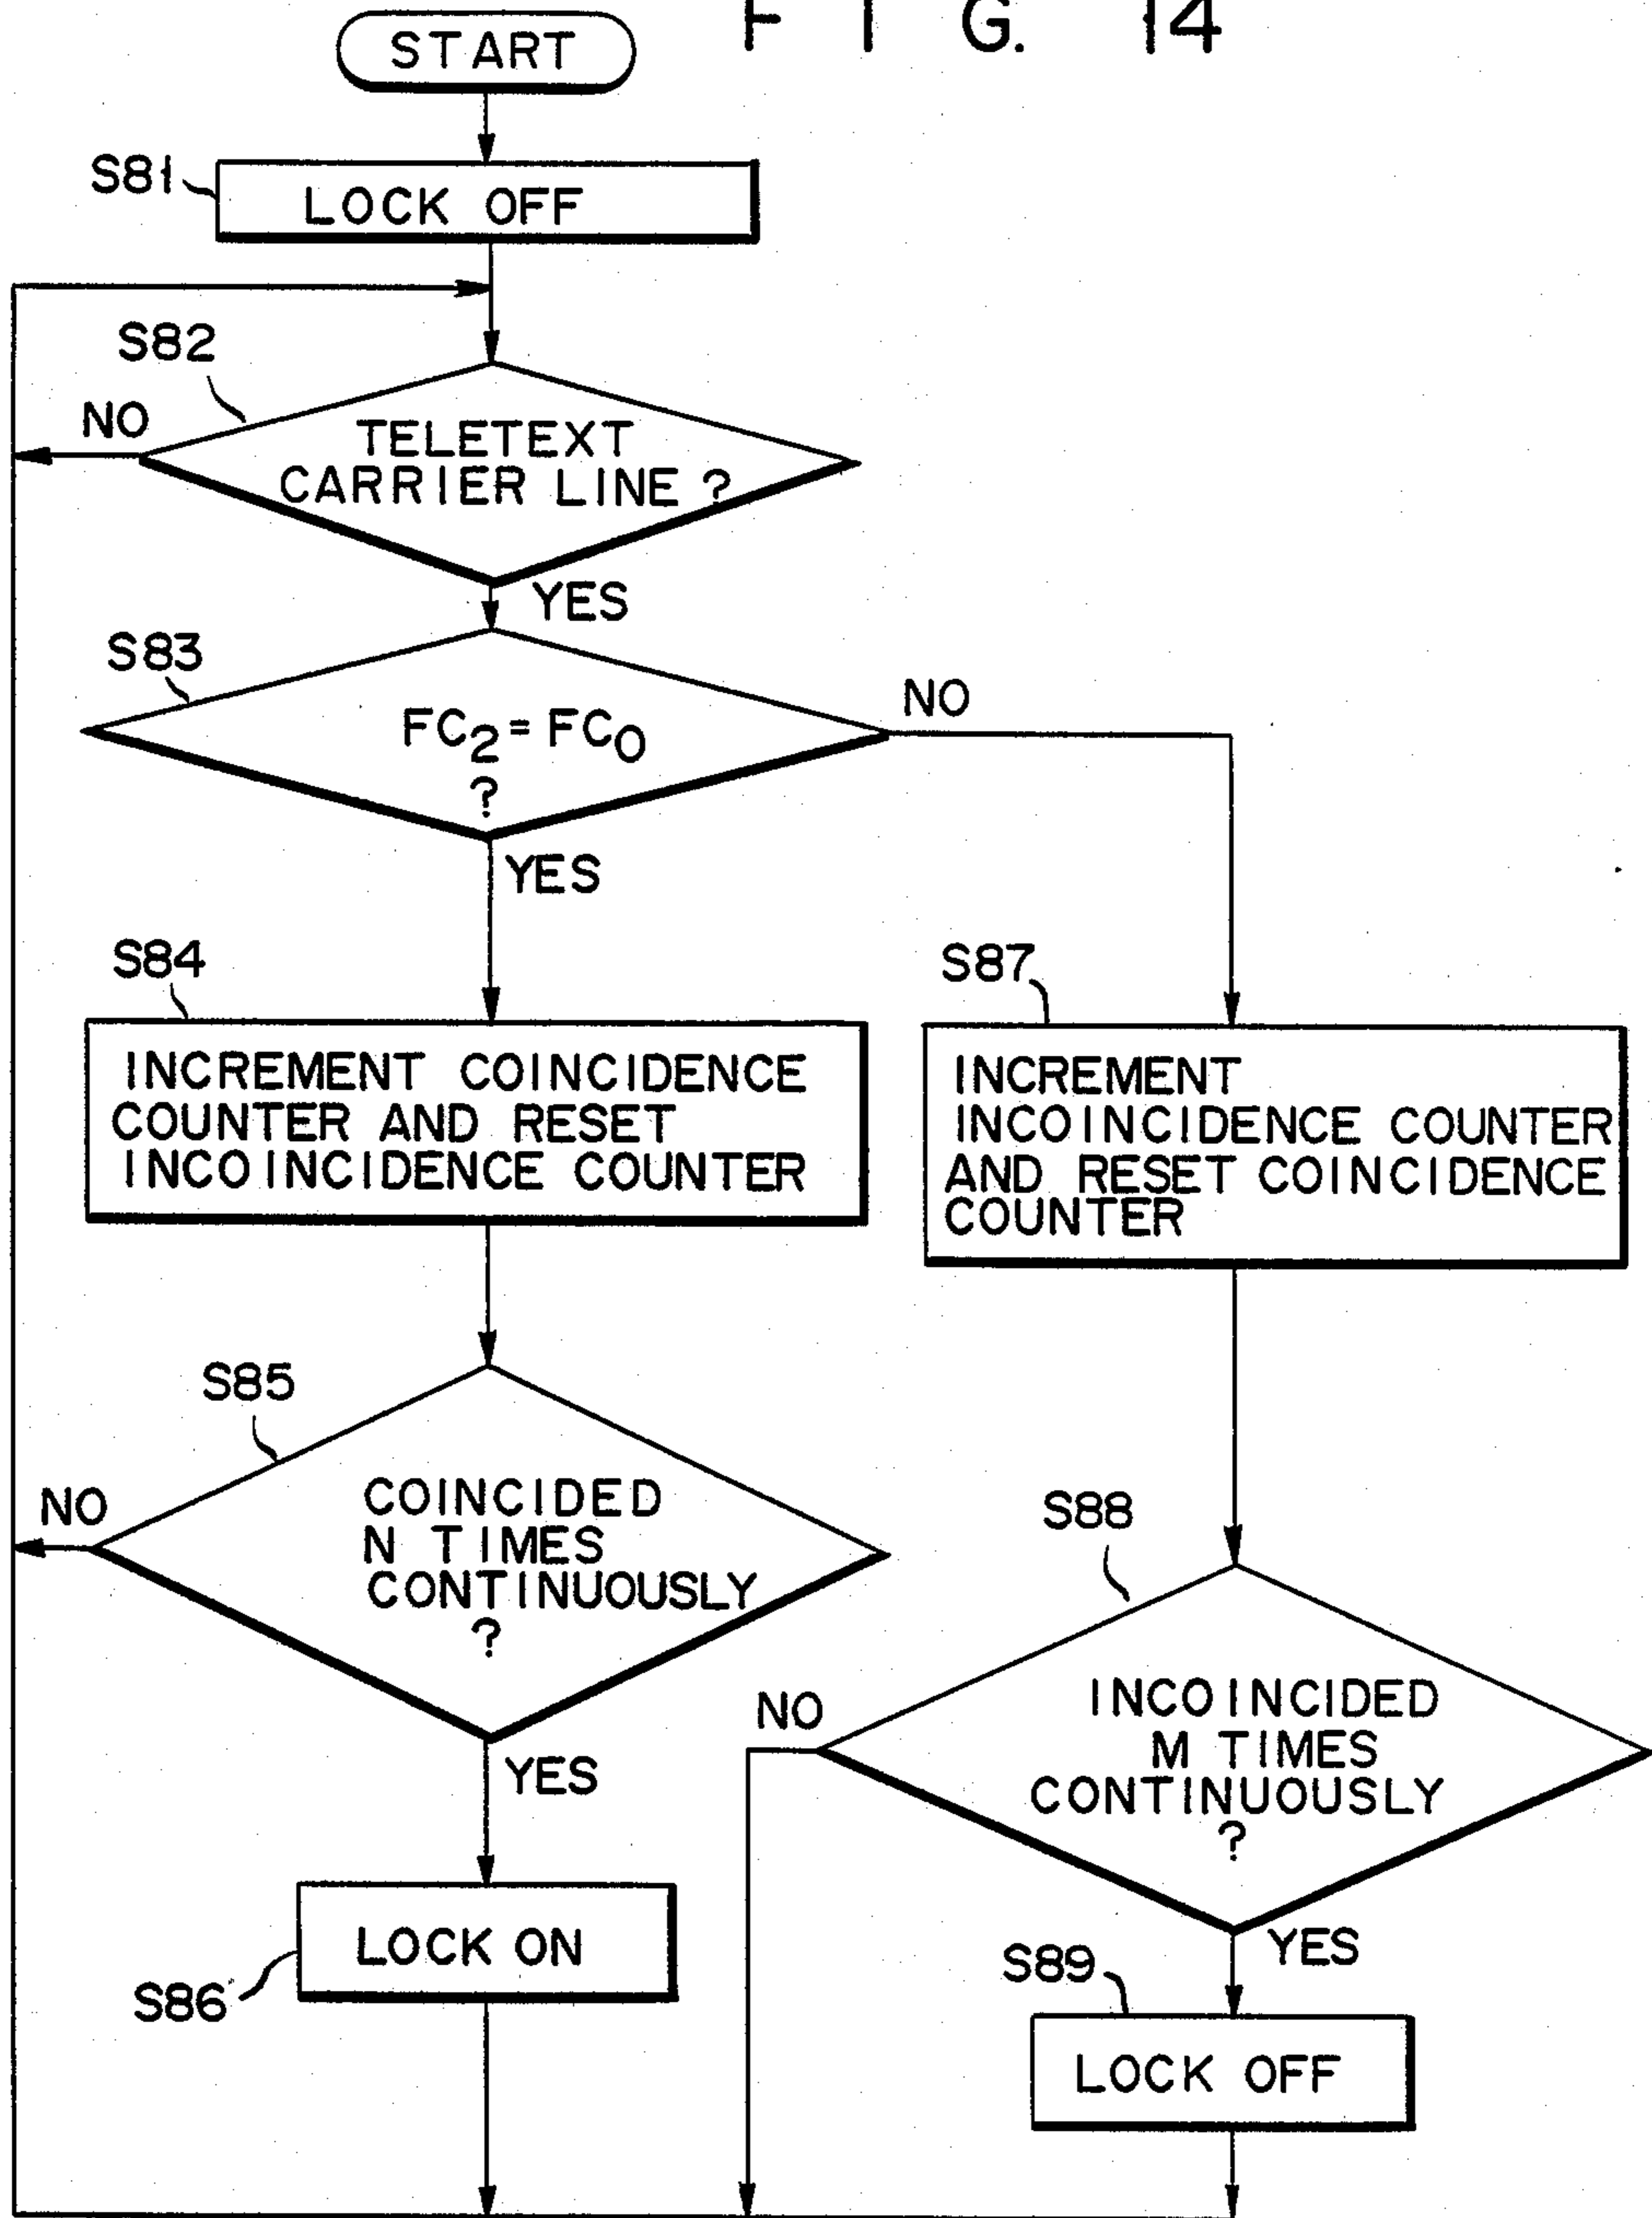 F I G. 14
START
S81
LOCK OFF
S82
NO
TELETEXT
CARRIER LINE ?
YES
S83
FC₂ = FC₀
?
NO
YES
S84
INCREMENT COINCIDENCE
COUNTER AND RESET
INCOINCIDENCE COUNTER
S87
INCREMENT
INCOINCIDENCE COUNTER
AND RESET COINCIDENCE
COUNTER
S85
NO
COINCIDED
N TIMES
CONTINUOUSLY
?
YES
S88
NO
INCOINCIDED
M TIMES
CONTINUOUSLY
?
YES
S86
LOCK ON
S89
LOCK OFF